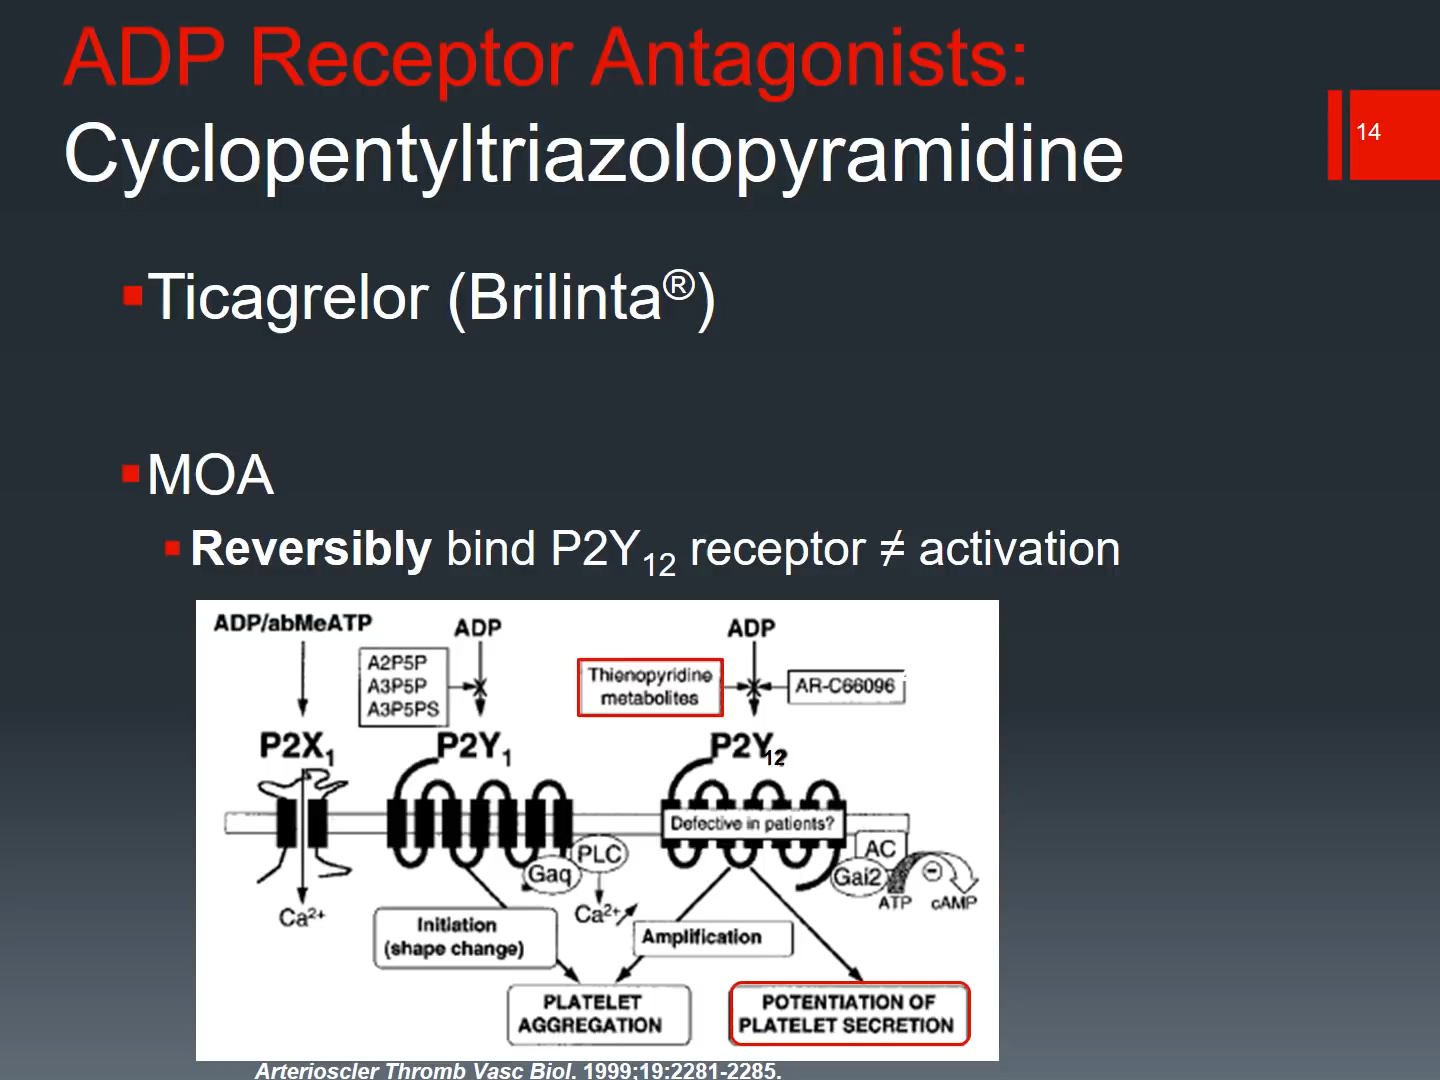 ADP Receptor Antagonists:
Cyclopentyltriazolopyramidine
14
Ticagrelor (Brilinta®)
MOA
Reversibly bind P2Y12 receptor ≠ activation
ADP/abMeATP
ADP
ADP
A2P5P
A3P5P
A3P5PS
Thienopyridine
metabolites
AR-C66096
P2X1
P2Y1
P2Y12
Defective in patients?
PLC
Gaq
AC
Gai2
ATP
cAMP
Ca2+
Ca2+
Initiation
(shape change)
Amplification
PLATELET
AGGREGATION
POTENTIATION OF
PLATELET SECRETION
Arterioscler Thromb Vasc Biol. 1999;19:2281-2285.